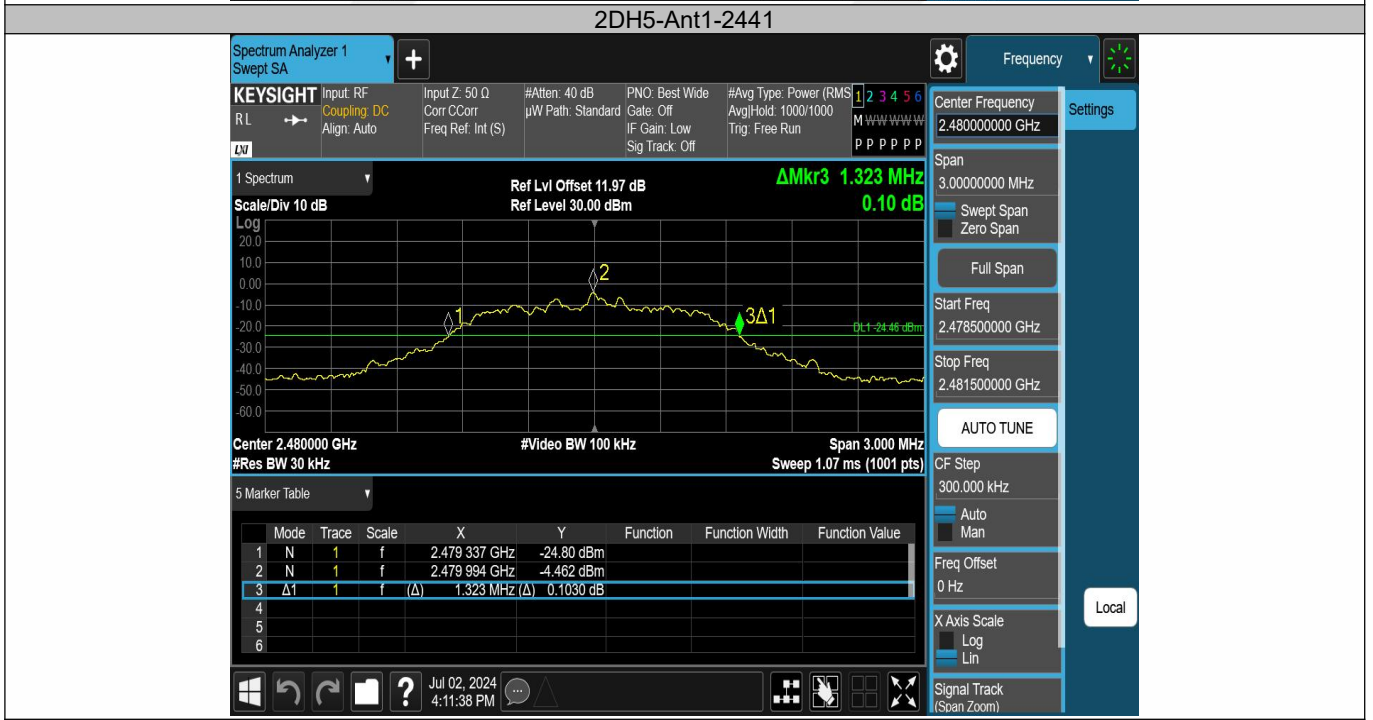 2DH5-Ant1-2441
Spectrum Analyzer 1
Swept SA
Frequency
KEYSIGHT
RL
LXI
Input: RF
Coupling: DC
Align: Auto
Input Z: 50 Ω
Corr CCorr
Freq Ref: Int (S)
#Atten: 40 dB
µW Path: Standard
PNO: Best Wide
Gate: Off
IF Gain: Low
Sig Track: Off
#Avg Type: Power (RMS
Avg|Hold: 1000/1000
Trig: Free Run
1 2 3 4 5 6
M W W W W W
P P P P P P
1 Spectrum
Scale/Div 10 dB
Ref Lvl Offset 11.97 dB
Ref Level 30.00 dBm
ΔMkr3 1.323 MHz
0.10 dB
Log
20.0
10.0
0.00
-10.0
-20.0
-30.0
-40.0
-50.0
-60.0
1
2
3Δ1
DL1 -24.46 dBm
Center 2.480000 GHz
#Video BW 100 kHz
Span 3.000 MHz
#Res BW 30 kHz
Sweep 1.07 ms (1001 pts)
5 Marker Table
Mode Trace Scale X Y Function Function Width Function Value
1 N 1 f 2.479 337 GHz -24.80 dBm
2 N 1 f 2.479 994 GHz -4.462 dBm
3 Δ1 1 f (Δ) 1.323 MHz (Δ) 0.1030 dB
4
5
6
Jul 02, 2024
4:11:38 PM
Center Frequency
2.480000000 GHz
Settings
Span
3.00000000 MHz
Swept Span
Zero Span
Full Span
Start Freq
2.478500000 GHz
Stop Freq
2.481500000 GHz
AUTO TUNE
CF Step
300.000 kHz
Auto
Man
Freq Offset
0 Hz
X Axis Scale
Log
Lin
Signal Track
(Span Zoom)
Local